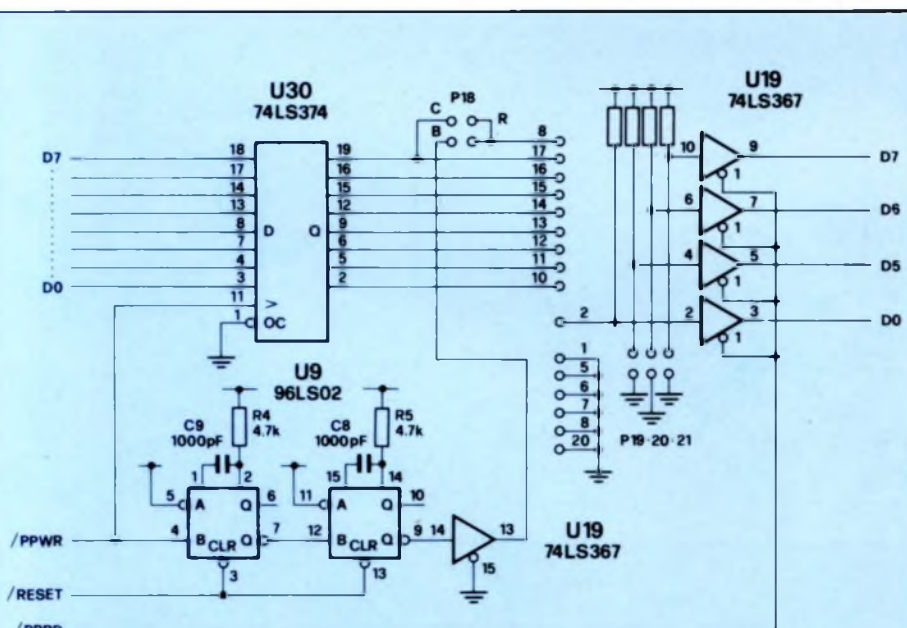 U30
74LS374
P18
C
B
R
U19
74LS367
D7
D0
18
17
14
13
8
7
4
3
11
1
D
Q
V
OC
19
16
15
12
9
6
5
2
8
17
16
15
14
13
12
11
10
2
1
5
6
7
8
20
10
9
1
D7
6
7
1
D6
4
5
1
D5
2
3
1
D0
P19·20·21
U9
96LS02
C9
1000pF
R4
4.7k
C8
1000pF
R5
4.7k
1
2
5
A
Q
6
4
B
CLR
Q
7
3
15
14
11
A
Q
10
12
B
CLR
Q
9
13
14
13
15
U19
74LS367
/PPWR
/RESET